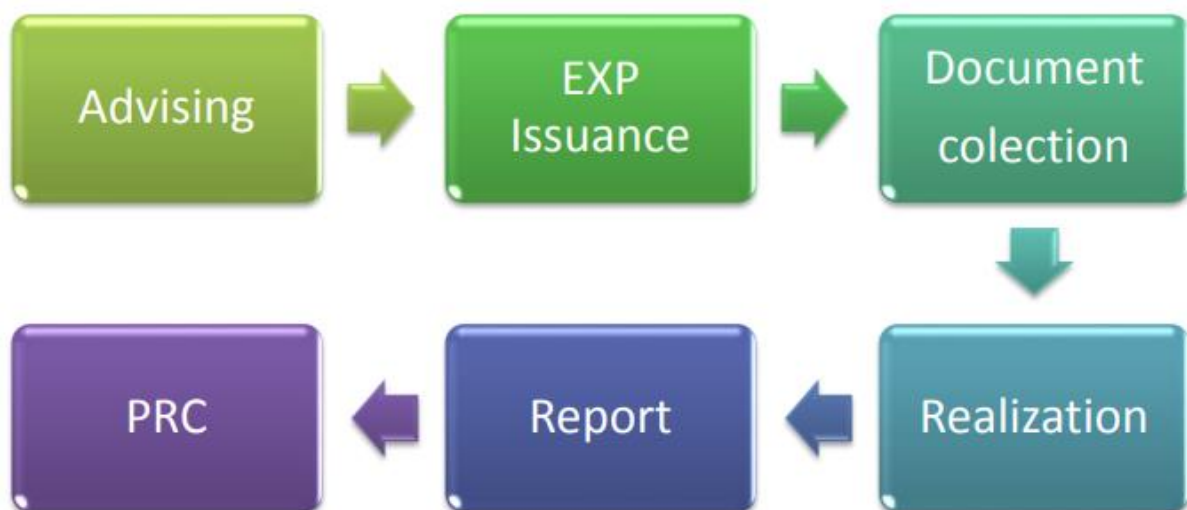 Advising
EXP
Issuance
Document
colection
Realization
Report
PRC